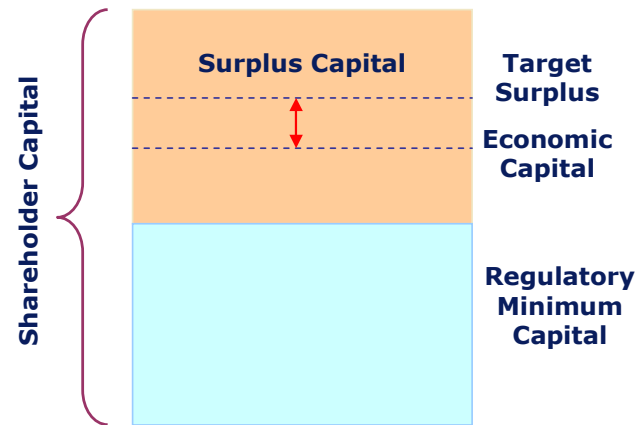 Shareholder Capital
Surplus Capital
Target
Surplus
Economic
Capital
Regulatory
Minimum
Capital